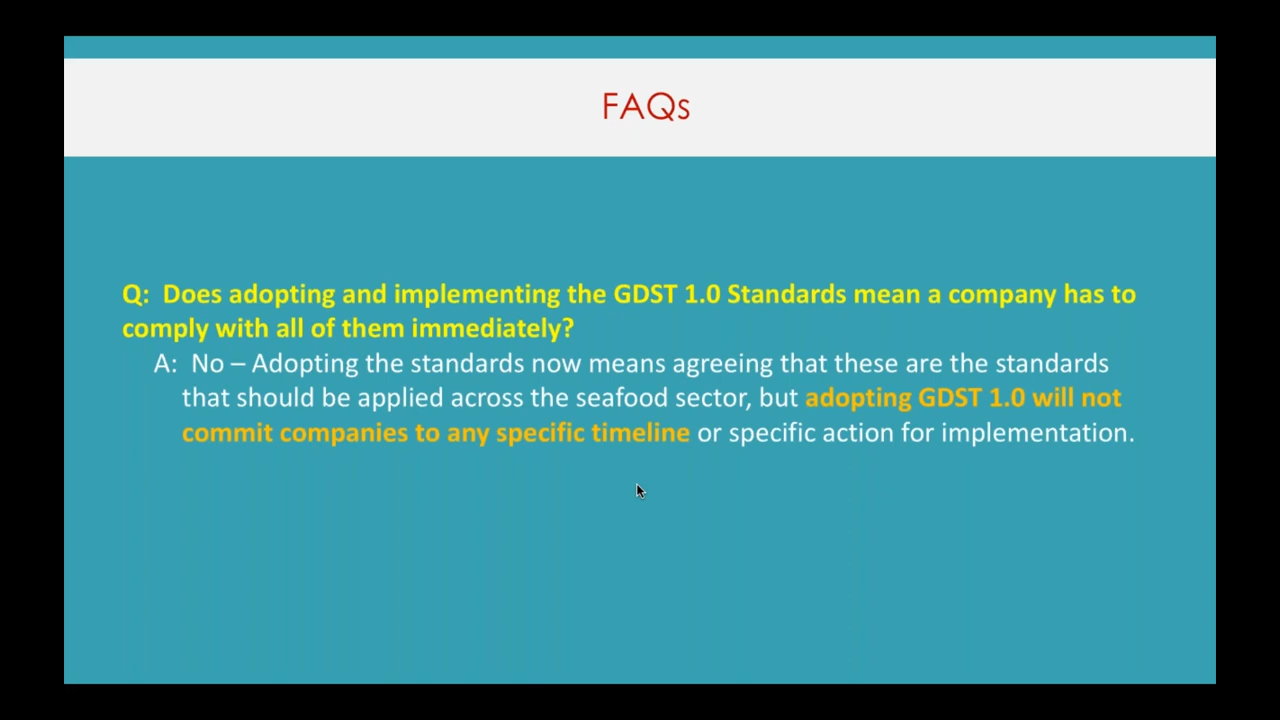 FAQs
Q:  Does adopting and implementing the GDST 1.0 Standards mean a company has to
comply with all of them immediately?
A:  No – Adopting the standards now means agreeing that these are the standards
that should be applied across the seafood sector, but adopting GDST 1.0 will not
commit companies to any specific timeline or specific action for implementation.